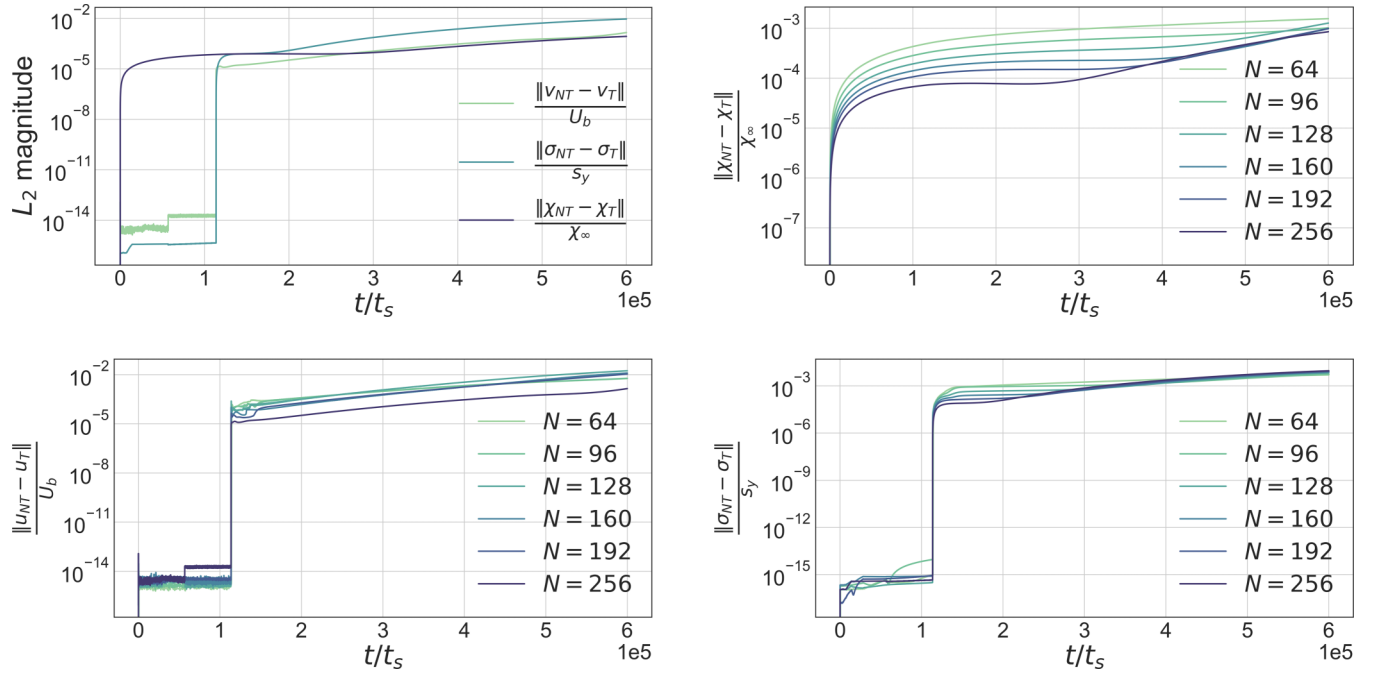 10⁻²
10⁻⁵
10⁻⁸
10⁻¹¹
10⁻¹⁴
L₂ magnitude
‖v_NT − v_T‖
U_b
‖σ_NT − σ_T‖
s_y
‖χ_NT − χ_T‖
χ_∞
0 1 2 3 4 5 6
1e5
t/t_s
10⁻³
10⁻⁴
10⁻⁵
10⁻⁶
10⁻⁷
‖χ_NT − χ_T‖
χ_∞
N = 64
N = 96
N = 128
N = 160
N = 192
N = 256
0 1 2 3 4 5 6
1e5
t/t_s
10⁻²
10⁻⁵
10⁻⁸
10⁻¹¹
10⁻¹⁴
‖u_NT − u_T‖
U_b
N = 64
N = 96
N = 128
N = 160
N = 192
N = 256
0 1 2 3 4 5 6
1e5
t/t_s
10⁻³
10⁻⁶
10⁻⁹
10⁻¹²
10⁻¹⁵
‖σ_NT − σ_T‖
s_y
N = 64
N = 96
N = 128
N = 160
N = 192
N = 256
0 1 2 3 4 5 6
1e5
t/t_s